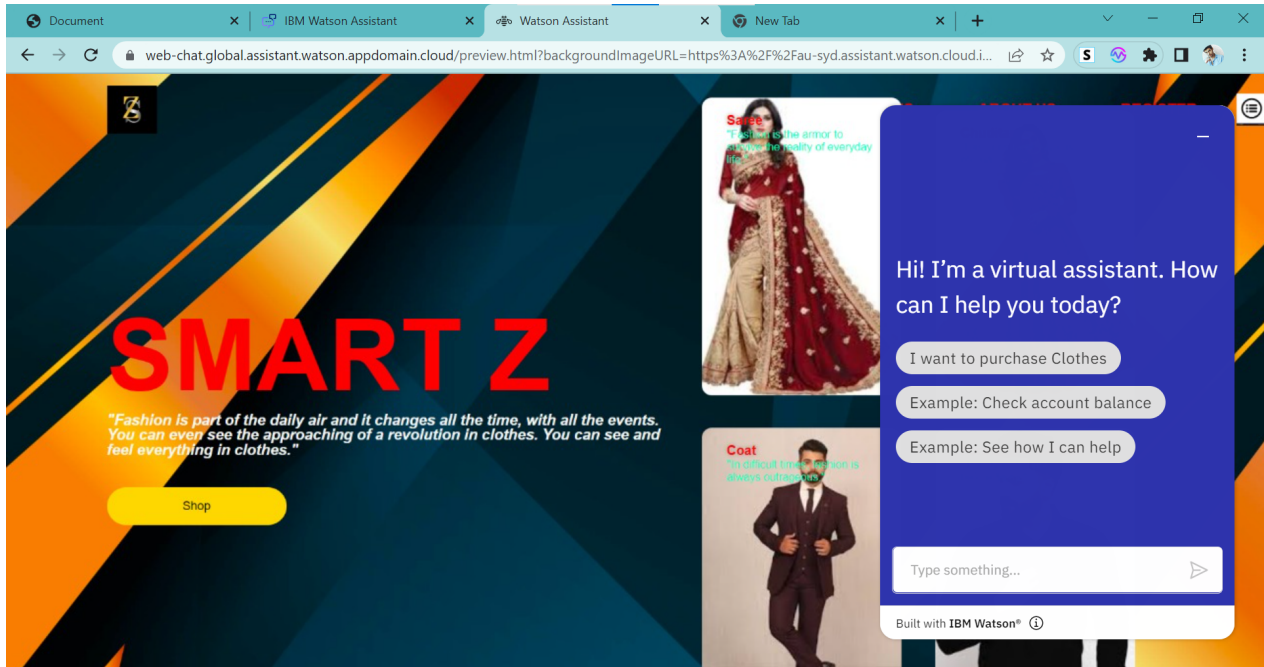 Document
IBM Watson Assistant
Watson Assistant
New Tab
web-chat.global.assistant.watson.appdomain.cloud/preview.html?backgroundImageURL=https%3A%2F%2Fau-syd.assistant.watson.cloud.i...
SMART Z
"Fashion is part of the daily air and it changes all the time, with all the events.
You can even see the approaching of a revolution in clothes. You can see and
feel everything in clothes."
Shop
Saree
"Fashion is the armor to
the reality of everyday
life."
Coat
"In difficult times, fashion is
always outrageous."
ABOUT US
REGISTER
Hi! I'm a virtual assistant. How
can I help you today?
I want to purchase Clothes
Example: Check account balance
Example: See how I can help
Type something...
Built with IBM Watson®